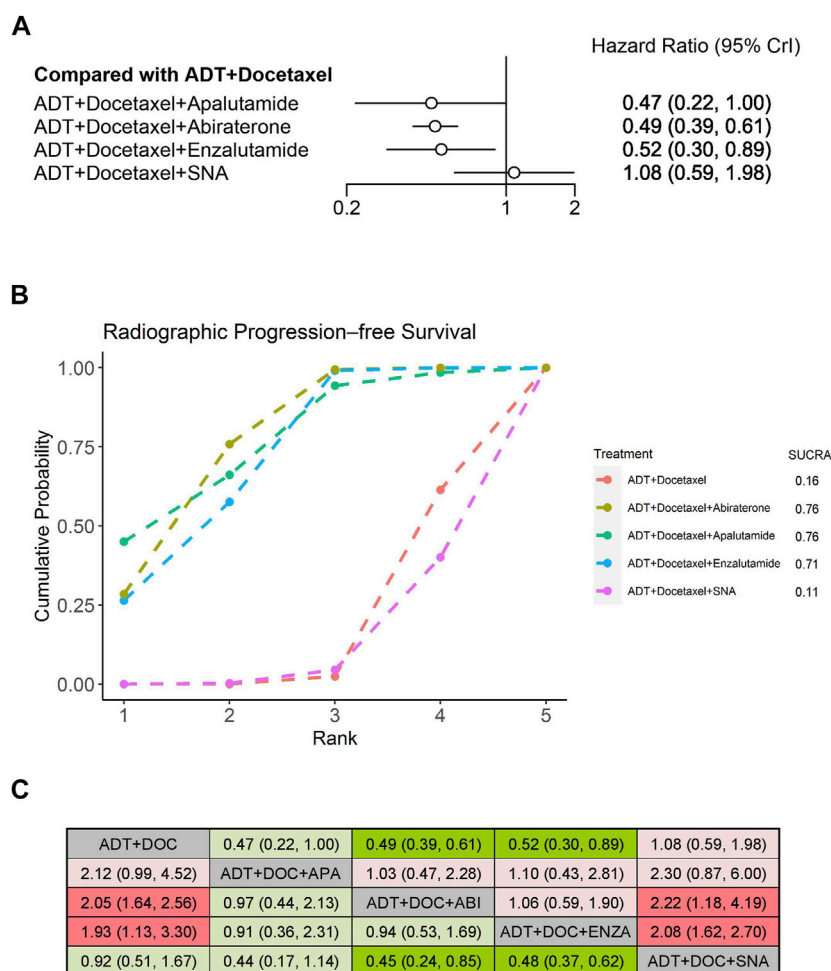 A
Hazard Ratio (95% CrI)
Compared with ADT+Docetaxel
ADT+Docetaxel+Apalutamide 0.47 (0.22, 1.00)
ADT+Docetaxel+Abiraterone 0.49 (0.39, 0.61)
ADT+Docetaxel+Enzalutamide 0.52 (0.30, 0.89)
ADT+Docetaxel+SNA 1.08 (0.59, 1.98)
0.2 1 2
B
Radiographic Progression–free Survival
1.00
0.75
0.50
0.25
0.00
Cumulative Probability
1 2 3 4 5
Rank
Treatment SUCRA
ADT+Docetaxel 0.16
ADT+Docetaxel+Abiraterone 0.76
ADT+Docetaxel+Apalutamide 0.76
ADT+Docetaxel+Enzalutamide 0.71
ADT+Docetaxel+SNA 0.11
C
ADT+DOC 0.47 (0.22, 1.00) 0.49 (0.39, 0.61) 0.52 (0.30, 0.89) 1.08 (0.59, 1.98)
2.12 (0.99, 4.52) ADT+DOC+APA 1.03 (0.47, 2.28) 1.10 (0.43, 2.81) 2.30 (0.87, 6.00)
2.05 (1.64, 2.56) 0.97 (0.44, 2.13) ADT+DOC+ABI 1.06 (0.59, 1.90) 2.22 (1.18, 4.19)
1.93 (1.13, 3.30) 0.91 (0.36, 2.31) 0.94 (0.53, 1.69) ADT+DOC+ENZA 2.08 (1.62, 2.70)
0.92 (0.51, 1.67) 0.44 (0.17, 1.14) 0.45 (0.24, 0.85) 0.48 (0.37, 0.62) ADT+DOC+SNA